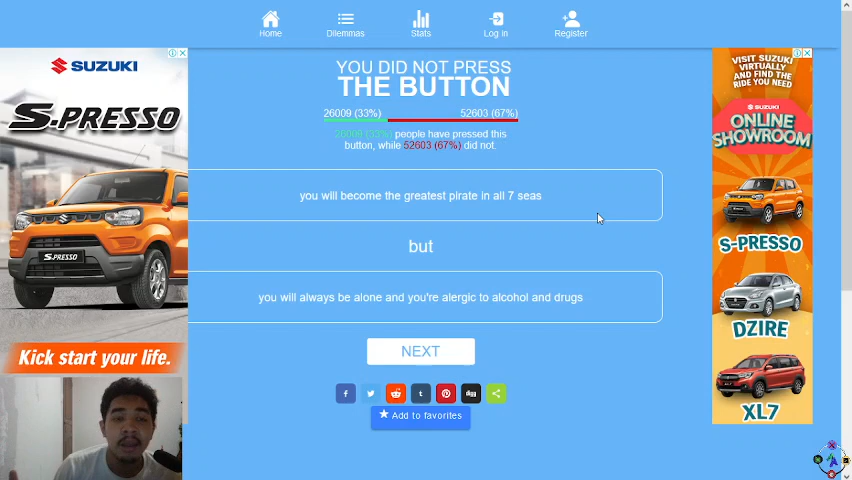 Home
Dilemmas
Stats
Log in
Register
SUZUKI
S-PRESSO
S-PRESSO
Kick start your life.
YOU DID NOT PRESS
THE BUTTON
26009 (33%)
52603 (67%)
26009 (33%) people have pressed this
button, while 52603 (67%) did not.
you will become the greatest pirate in all 7 seas
but
you will always be alone and you're alergic to alcohol and drugs
NEXT
digg
Add to favorites
VISIT SUZUKI
VIRTUALLY
AND FIND THE
RIDE YOU NEED
SUZUKI
ONLINE
SHOWROOM
S-PRESSO
DZIRE
XL7